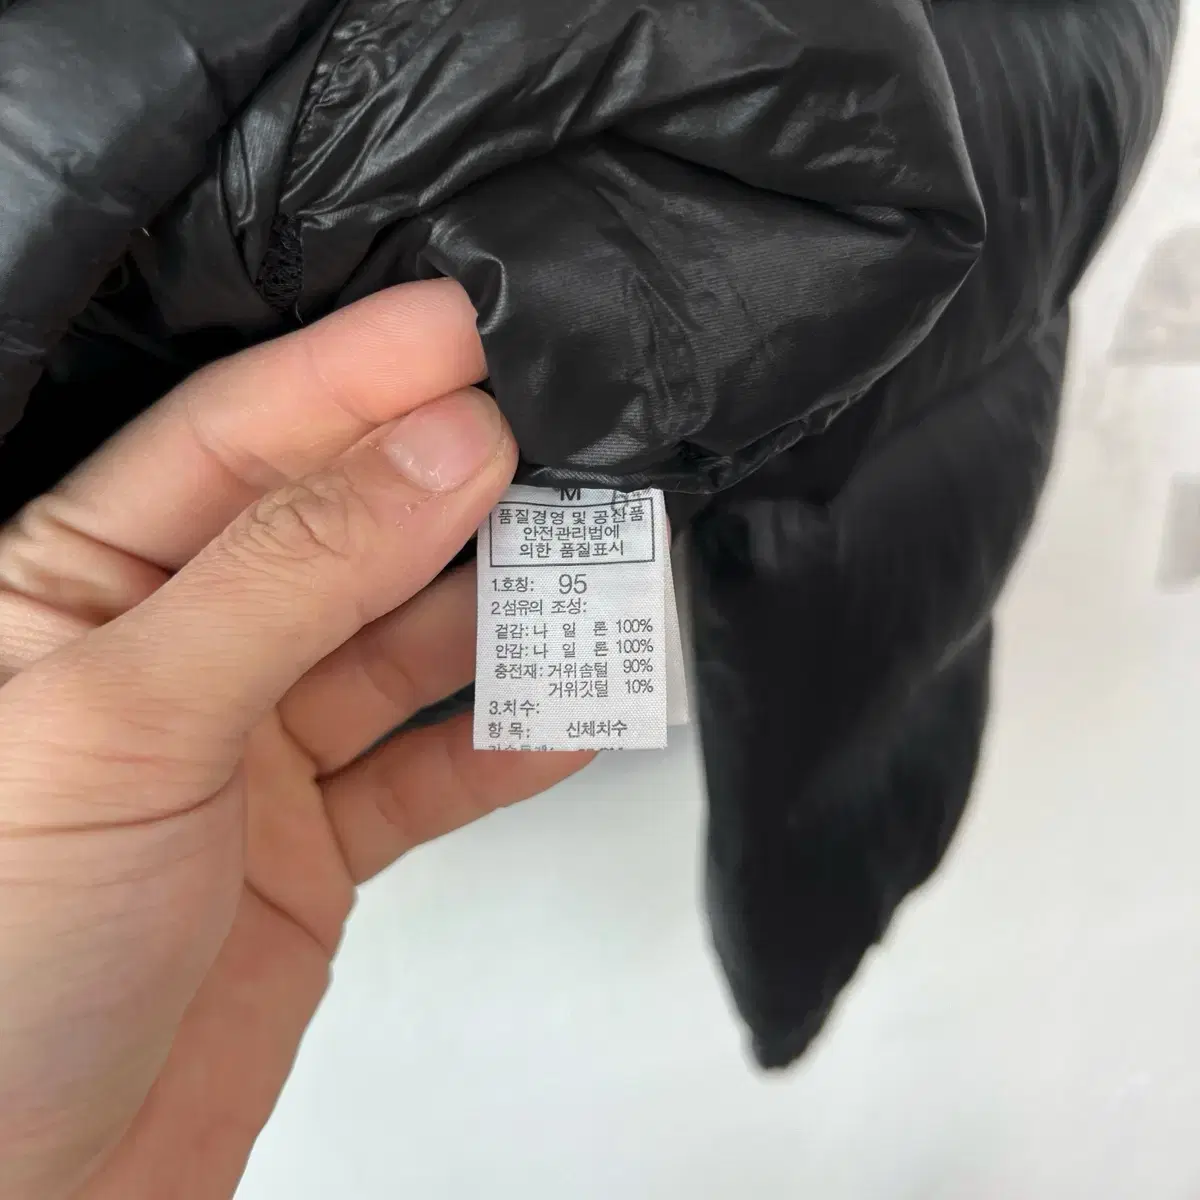 M
품질경영 및 공산품
안전관리법에
의한 품질표시
1.호칭: 95
2섬유의 조성:
겉감:나 일 론 100%
안감:나 일 론 100%
충전재:거위솜털 90%
거위깃털 10%
3.치수:
항 목: 신체치수